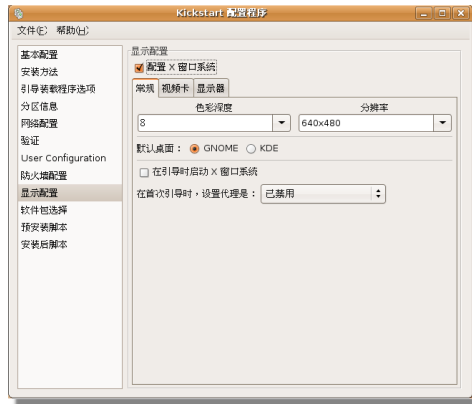 Kickstart 配置程序
文件(E) 帮助(H)
基本配置
安装方法
引导装载程序选项
分区信息
网络配置
验证
User Configuration
防火墙配置
显示配置
软件包选择
预安装脚本
安装后脚本
显示配置
配置 X 窗口系统
常规 视频卡 显示器
色彩深度 分辨率
8 640x480
默认桌面： GNOME KDE
在引导时启动 X 窗口系统
在首次引导时，设置代理是： 已禁用